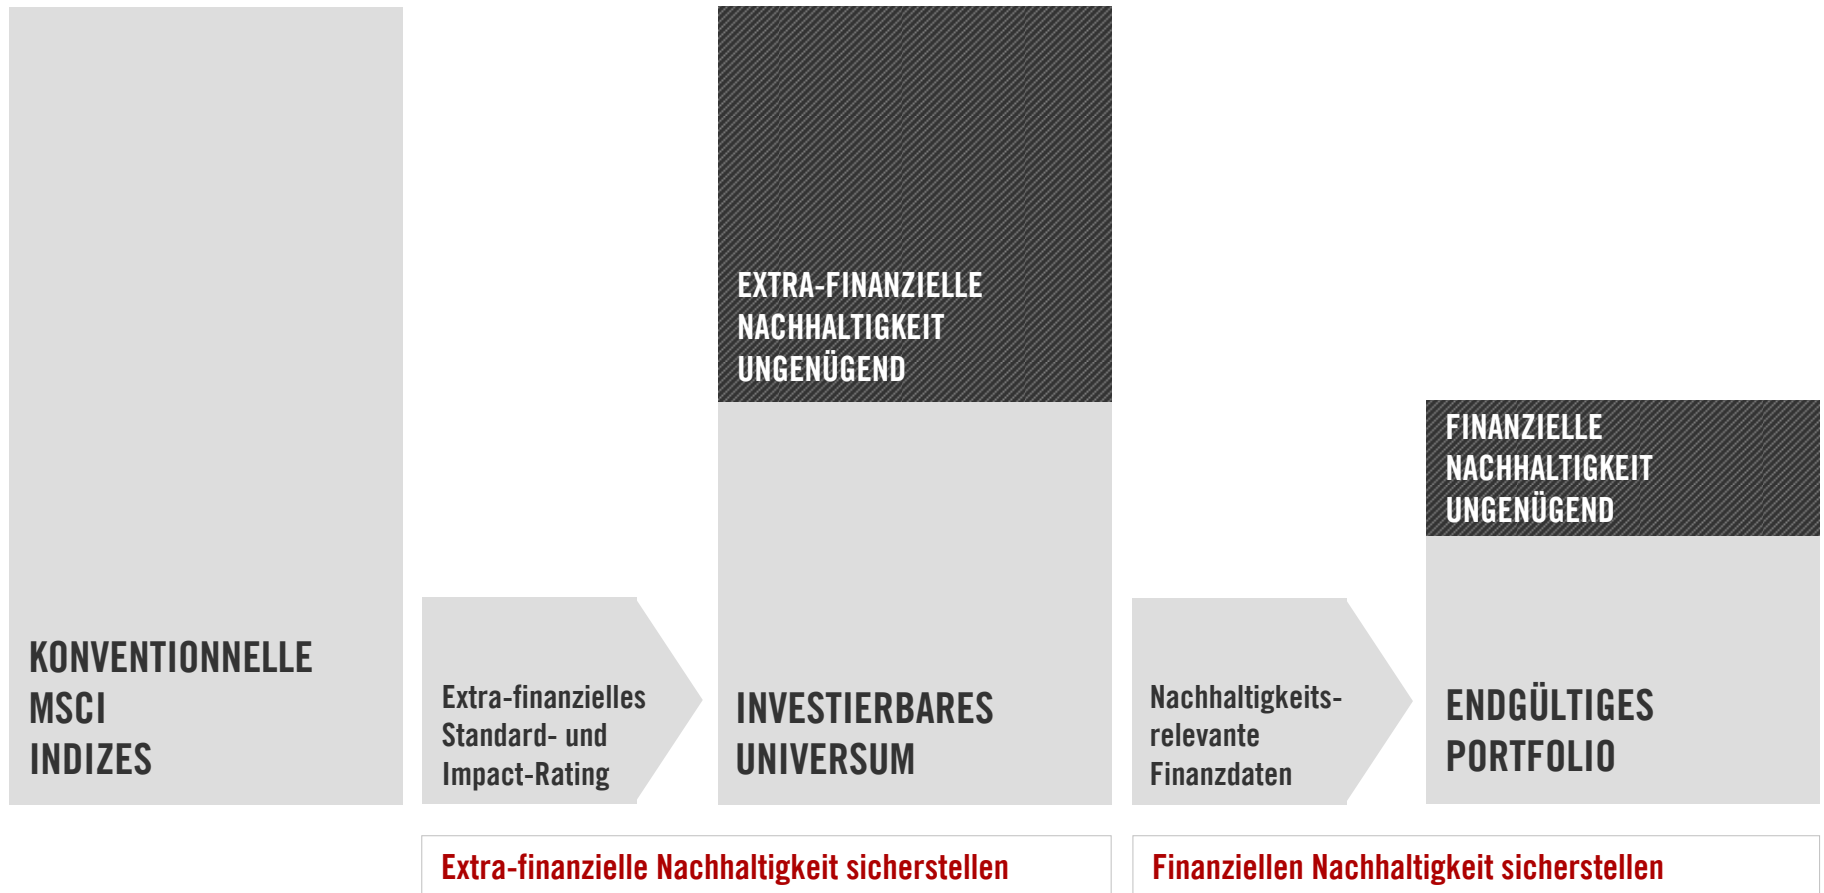 KONVENTIONNELLE
MSCI
INDIZES
Extra-finanzielles
Standard- und
Impact-Rating
EXTRA-FINANZIELLE
NACHHALTIGKEIT
UNGENÜGEND
INVESTIERBARES
UNIVERSUM
Nachhaltigkeits-
relevante
Finanzdaten
FINANZIELLE
NACHHALTIGKEIT
UNGENÜGEND
ENDGÜLTIGES
PORTFOLIO
Extra-finanzielle Nachhaltigkeit sicherstellen
Finanziellen Nachhaltigkeit sicherstellen